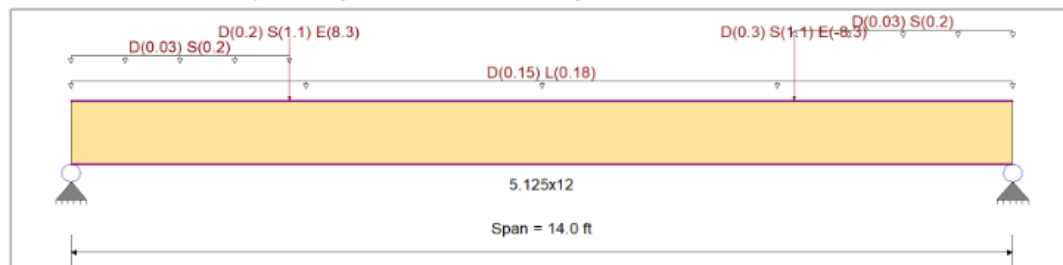 D(0.03) S(0.2)
D(0.2) S(1.1) E(8.3)
D(0.3) S(1.1) E(-8.3)
D(0.03) S(0.2)
D(0.15) L(0.18)
5.125x12
Span = 14.0 ft